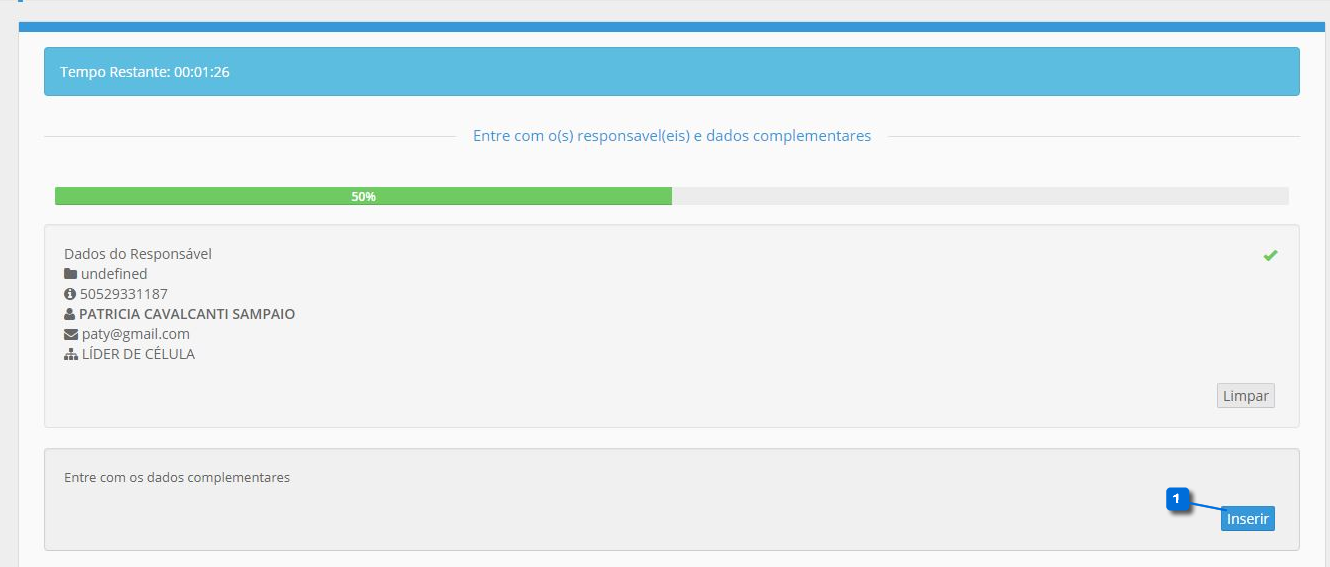 Tempo Restante: 00:01:26
Entre com o(s) responsavel(eis) e dados complementares
50%
Dados do Responsável
undefined
50529331187
PATRICIA CAVALCANTI SAMPAIO
paty@gmail.com
LÍDER DE CÉLULA
Limpar
Entre com os dados complementares
1
Inserir